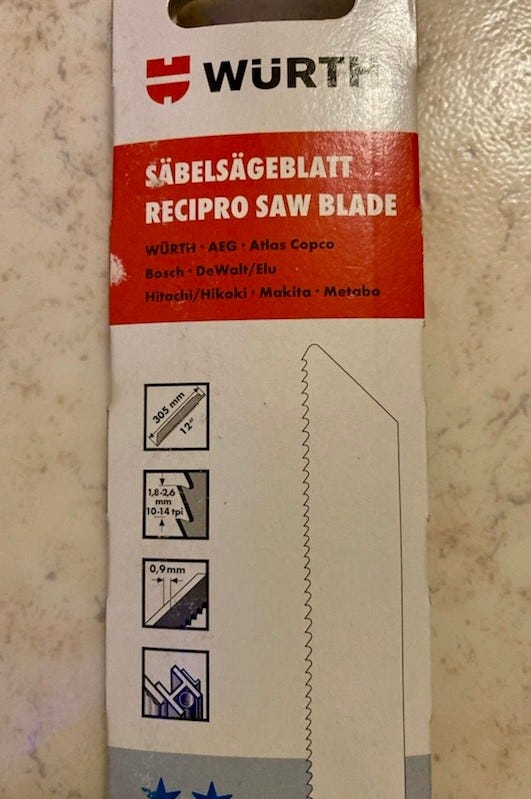 WÜRTH
SÄBELSÄGEBLATT
RECIPRO SAW BLADE
WÜRTH · AEG · Atlas Copco
Bosch · DeWalt/Elu
Hitachi/Hikoki · Makita · Metabo
305 mm
12"
1,8-2,6
mm
10-14 tpi
0,9mm